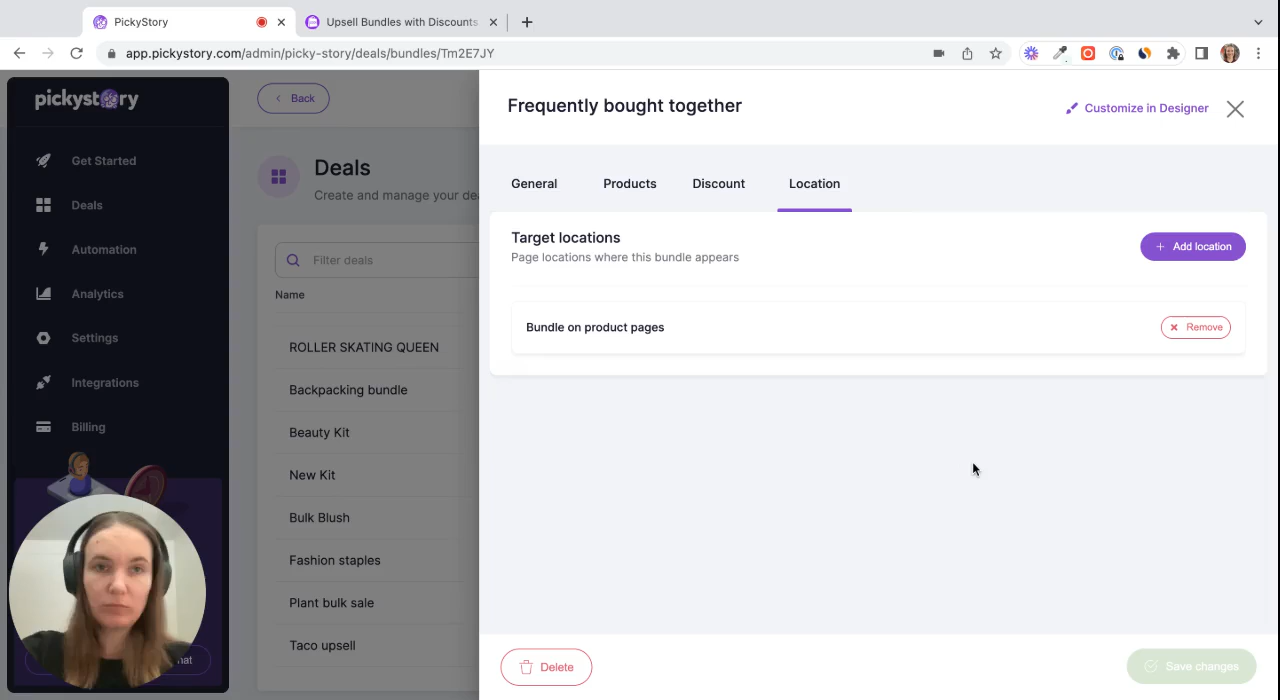 PickyStory
Upsell Bundles with Discounts
app.pickystory.com/admin/picky-story/deals/bundles/Tm2E7JY
pickystory
Get Started
Deals
Automation
Analytics
Settings
Integrations
Billing
Back
Deals
Create and manage your dea
Filter deals
Name
ROLLER SKATING QUEEN
Backpacking bundle
Beauty Kit
New Kit
Bulk Blush
Fashion staples
Plant bulk sale
Taco upsell
Frequently bought together
Customize in Designer
General
Products
Discount
Location
Target locations
Page locations where this bundle appears
+ Add location
Bundle on product pages
Remove
Delete
Save changes